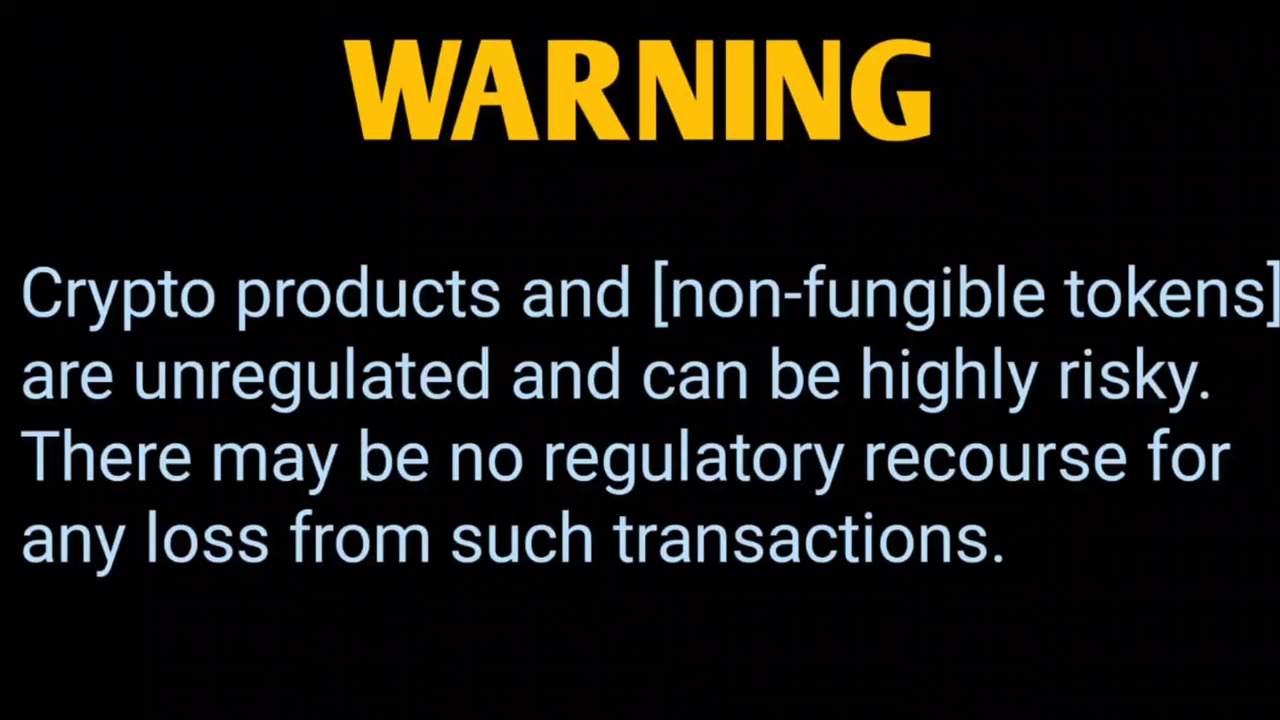 WARNING
Crypto products and [non-fungible tokens]
are unregulated and can be highly risky.
There may be no regulatory recourse for
any loss from such transactions.